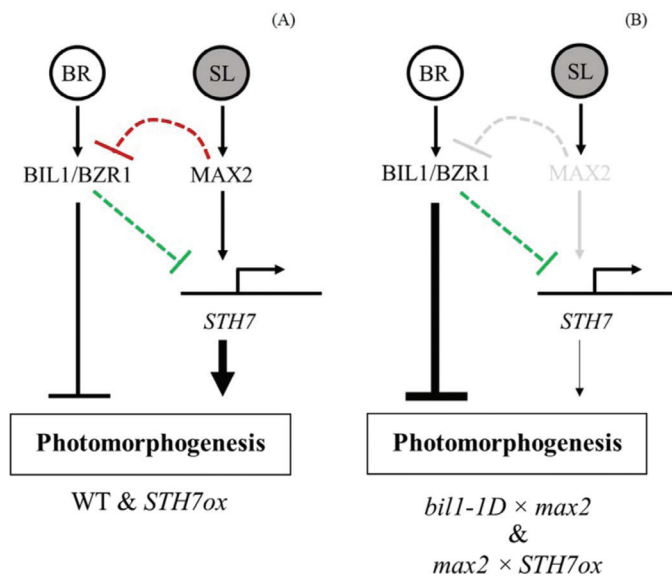 (A)
BR
SL
BIL1/BZR1
MAX2
STH7
Photomorphogenesis
WT & STH7ox
(B)
BR
SL
BIL1/BZR1
MAX2
STH7
Photomorphogenesis
bil1-1D × max2
&
max2 × STH7ox